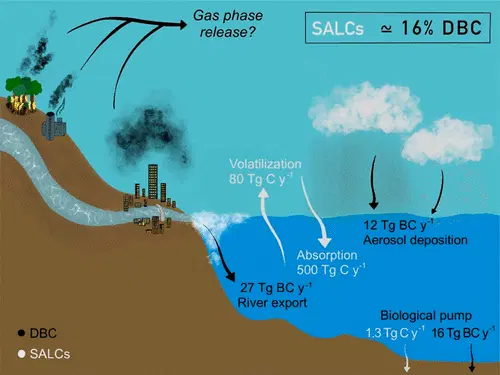 Gas phase
release?
SALCs ≃ 16% DBC
Volatilization
80 Tg C y⁻¹
Absorption
500 Tg C y⁻¹
12 Tg BC y⁻¹
Aerosol deposition
27 Tg BC y⁻¹
River export
Biological pump
1.3 Tg C y⁻¹ 16 Tg BC y⁻¹
DBC
SALCs